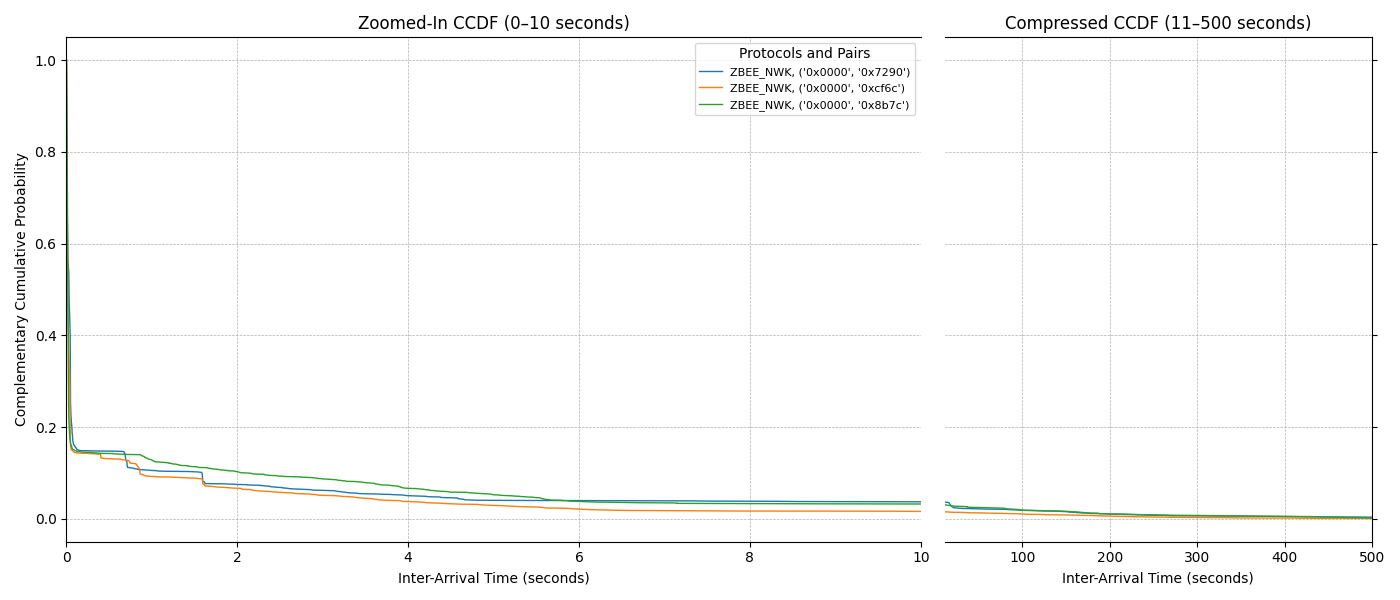 Zoomed-In CCDF (0–10 seconds)
Compressed CCDF (11–500 seconds)
Complementary Cumulative Probability
1.0
0.8
0.6
0.4
0.2
0.0
Protocols and Pairs
ZBEE_NWK, ('0x0000', '0x7290')
ZBEE_NWK, ('0x0000', '0xcf6c')
ZBEE_NWK, ('0x0000', '0x8b7c')
0 2 4 6 8 10
100 200 300 400 500
Inter-Arrival Time (seconds)
Inter-Arrival Time (seconds)